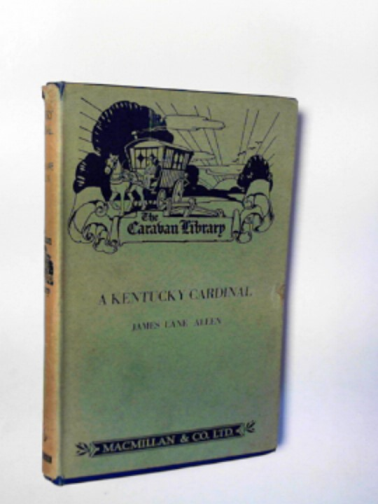 The
Caravan Library
A KENTUCKY CARDINAL
JAMES LANE ALLEN
MACMILLAN & CO. LTD.